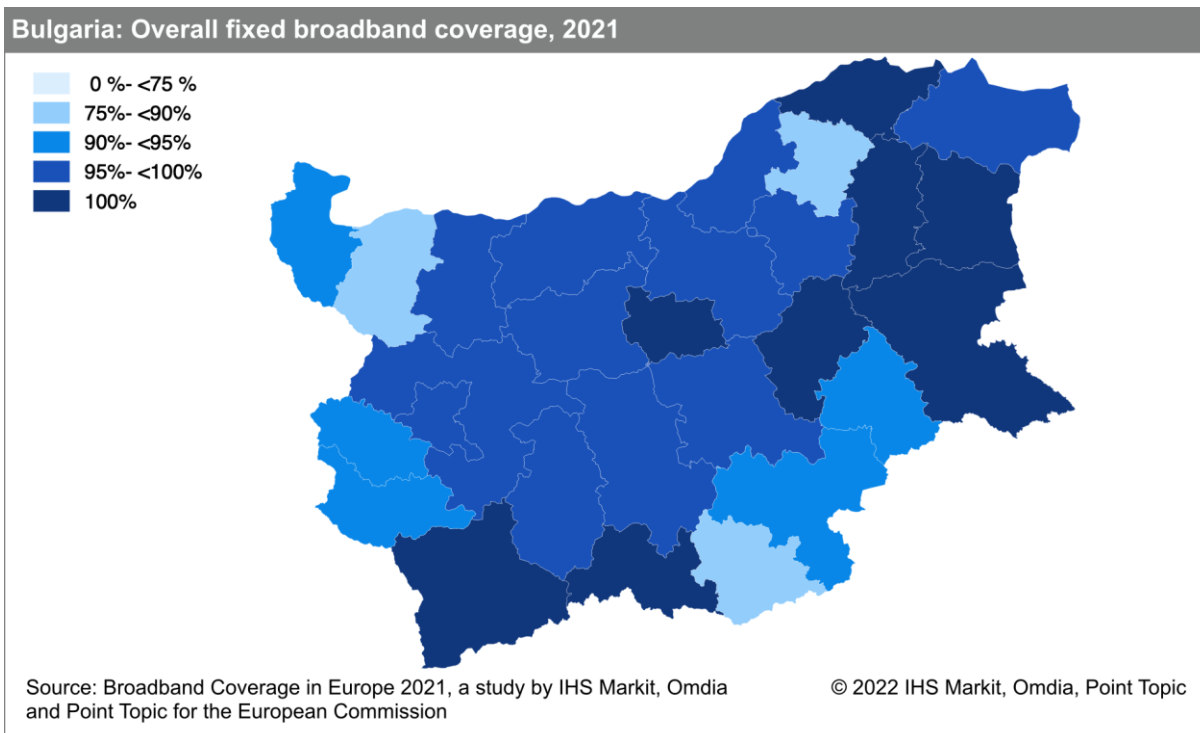 Bulgaria: Overall fixed broadband coverage, 2021
0 %- <75 %
75%- <90%
90%- <95%
95%- <100%
100%
Source: Broadband Coverage in Europe 2021, a study by IHS Markit, Omdia
and Point Topic for the European Commission
© 2022 IHS Markit, Omdia, Point Topic